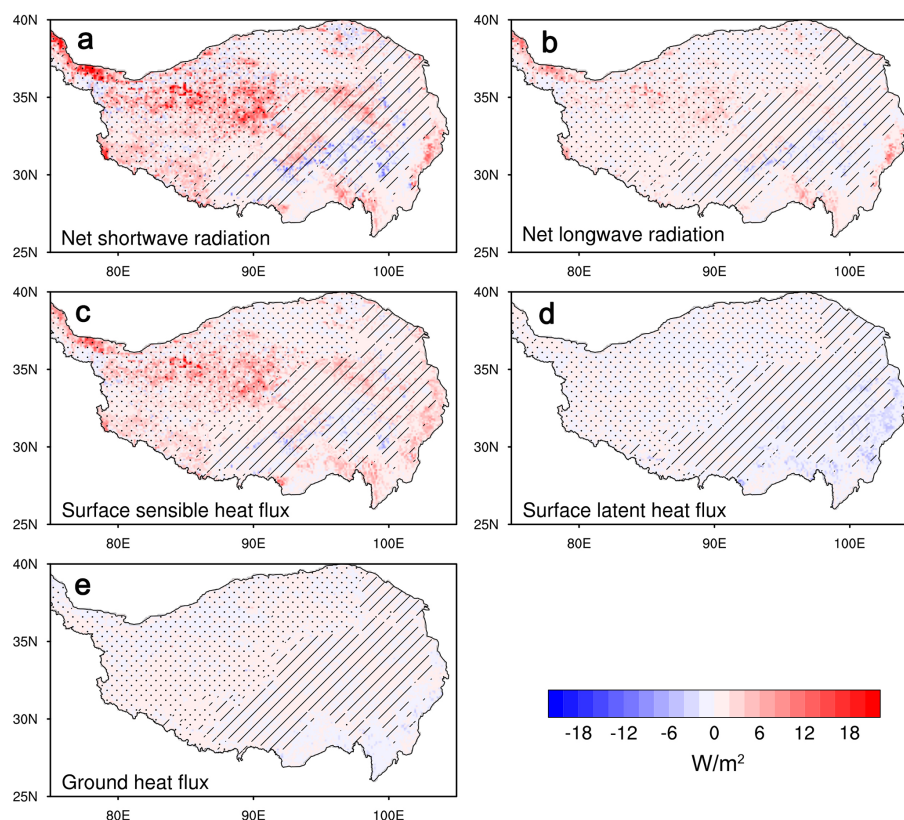 40N
a
35N
30N
25N
Net shortwave radiation
80E 90E 100E
40N
b
35N
30N
25N
Net longwave radiation
80E 90E 100E
40N
c
35N
30N
25N
Surface sensible heat flux
80E 90E 100E
40N
d
35N
30N
25N
Surface latent heat flux
80E 90E 100E
40N
e
35N
30N
25N
Ground heat flux
80E 90E 100E
-18 -12 -6 0 6 12 18
W/m²